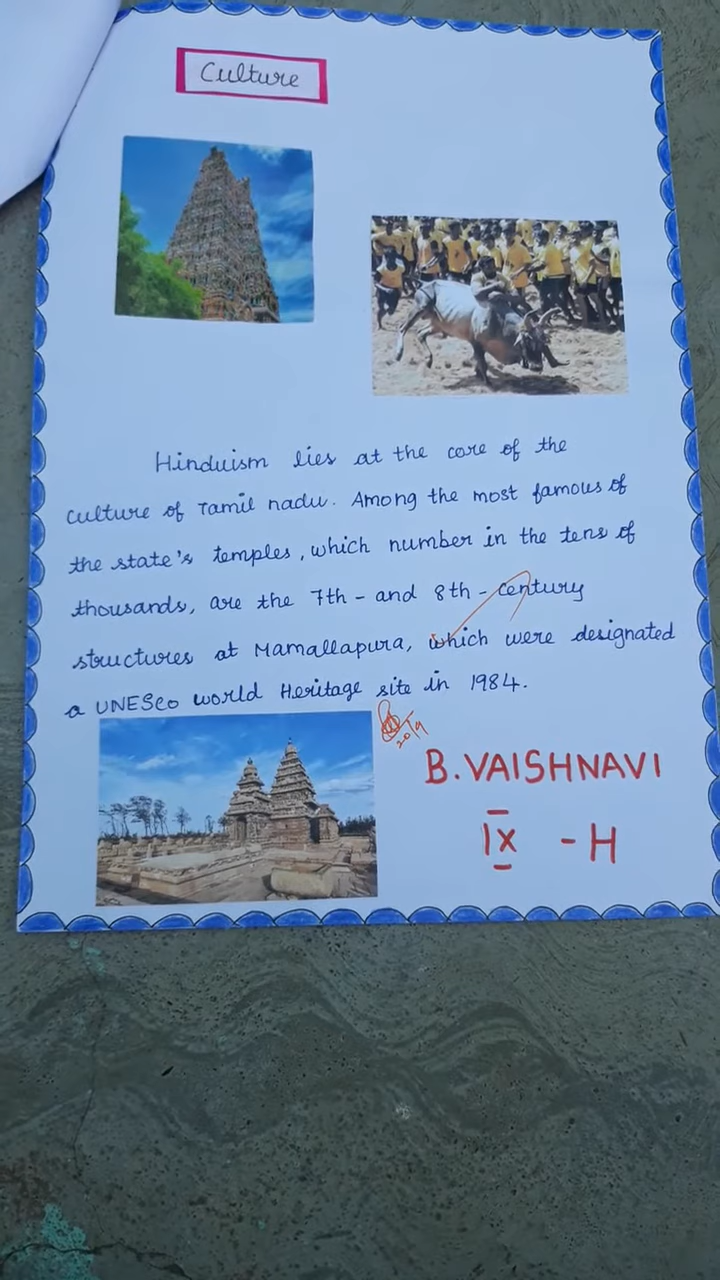 Culture
Hinduism lies at the core of the
culture of Tamil nadu. Among the most famous of
the state's temples, which number in the tens of
thousands, are the 7th - and 8th - century
structures at Mamallapura, which were designated
a UNESCO world Heritage site in 1984.
B. VAISHNAVI
IX - H